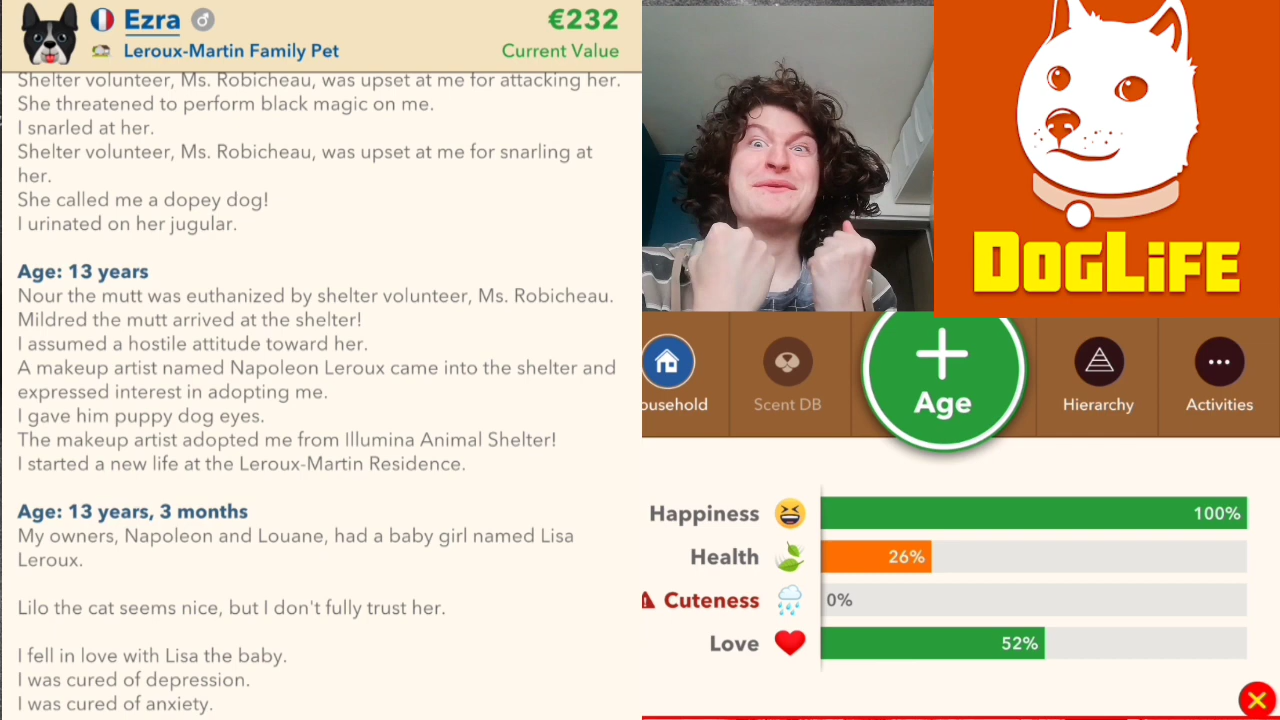 Ezra
€232
Leroux-Martin Family Pet
Current Value
Shelter volunteer, Ms. Robicheau, was upset at me for attacking her.
She threatened to perform black magic on me.
I snarled at her.
Shelter volunteer, Ms. Robicheau, was upset at me for snarling at
her.
She called me a dopey dog!
I urinated on her jugular.
Age: 13 years
Nour the mutt was euthanized by shelter volunteer, Ms. Robicheau.
Mildred the mutt arrived at the shelter!
I assumed a hostile attitude toward her.
A makeup artist named Napoleon Leroux came into the shelter and
expressed interest in adopting me.
I gave him puppy dog eyes.
The makeup artist adopted me from Illumina Animal Shelter!
I started a new life at the Leroux-Martin Residence.
Age: 13 years, 3 months
My owners, Napoleon and Louane, had a baby girl named Lisa
Leroux.
Lilo the cat seems nice, but I don't fully trust her.
I fell in love with Lisa the baby.
I was cured of depression.
I was cured of anxiety.
DOGLIFE
ousehold
Scent DB
Age
Hierarchy
Activities
Happiness 100%
Health 26%
Cuteness 0%
Love 52%